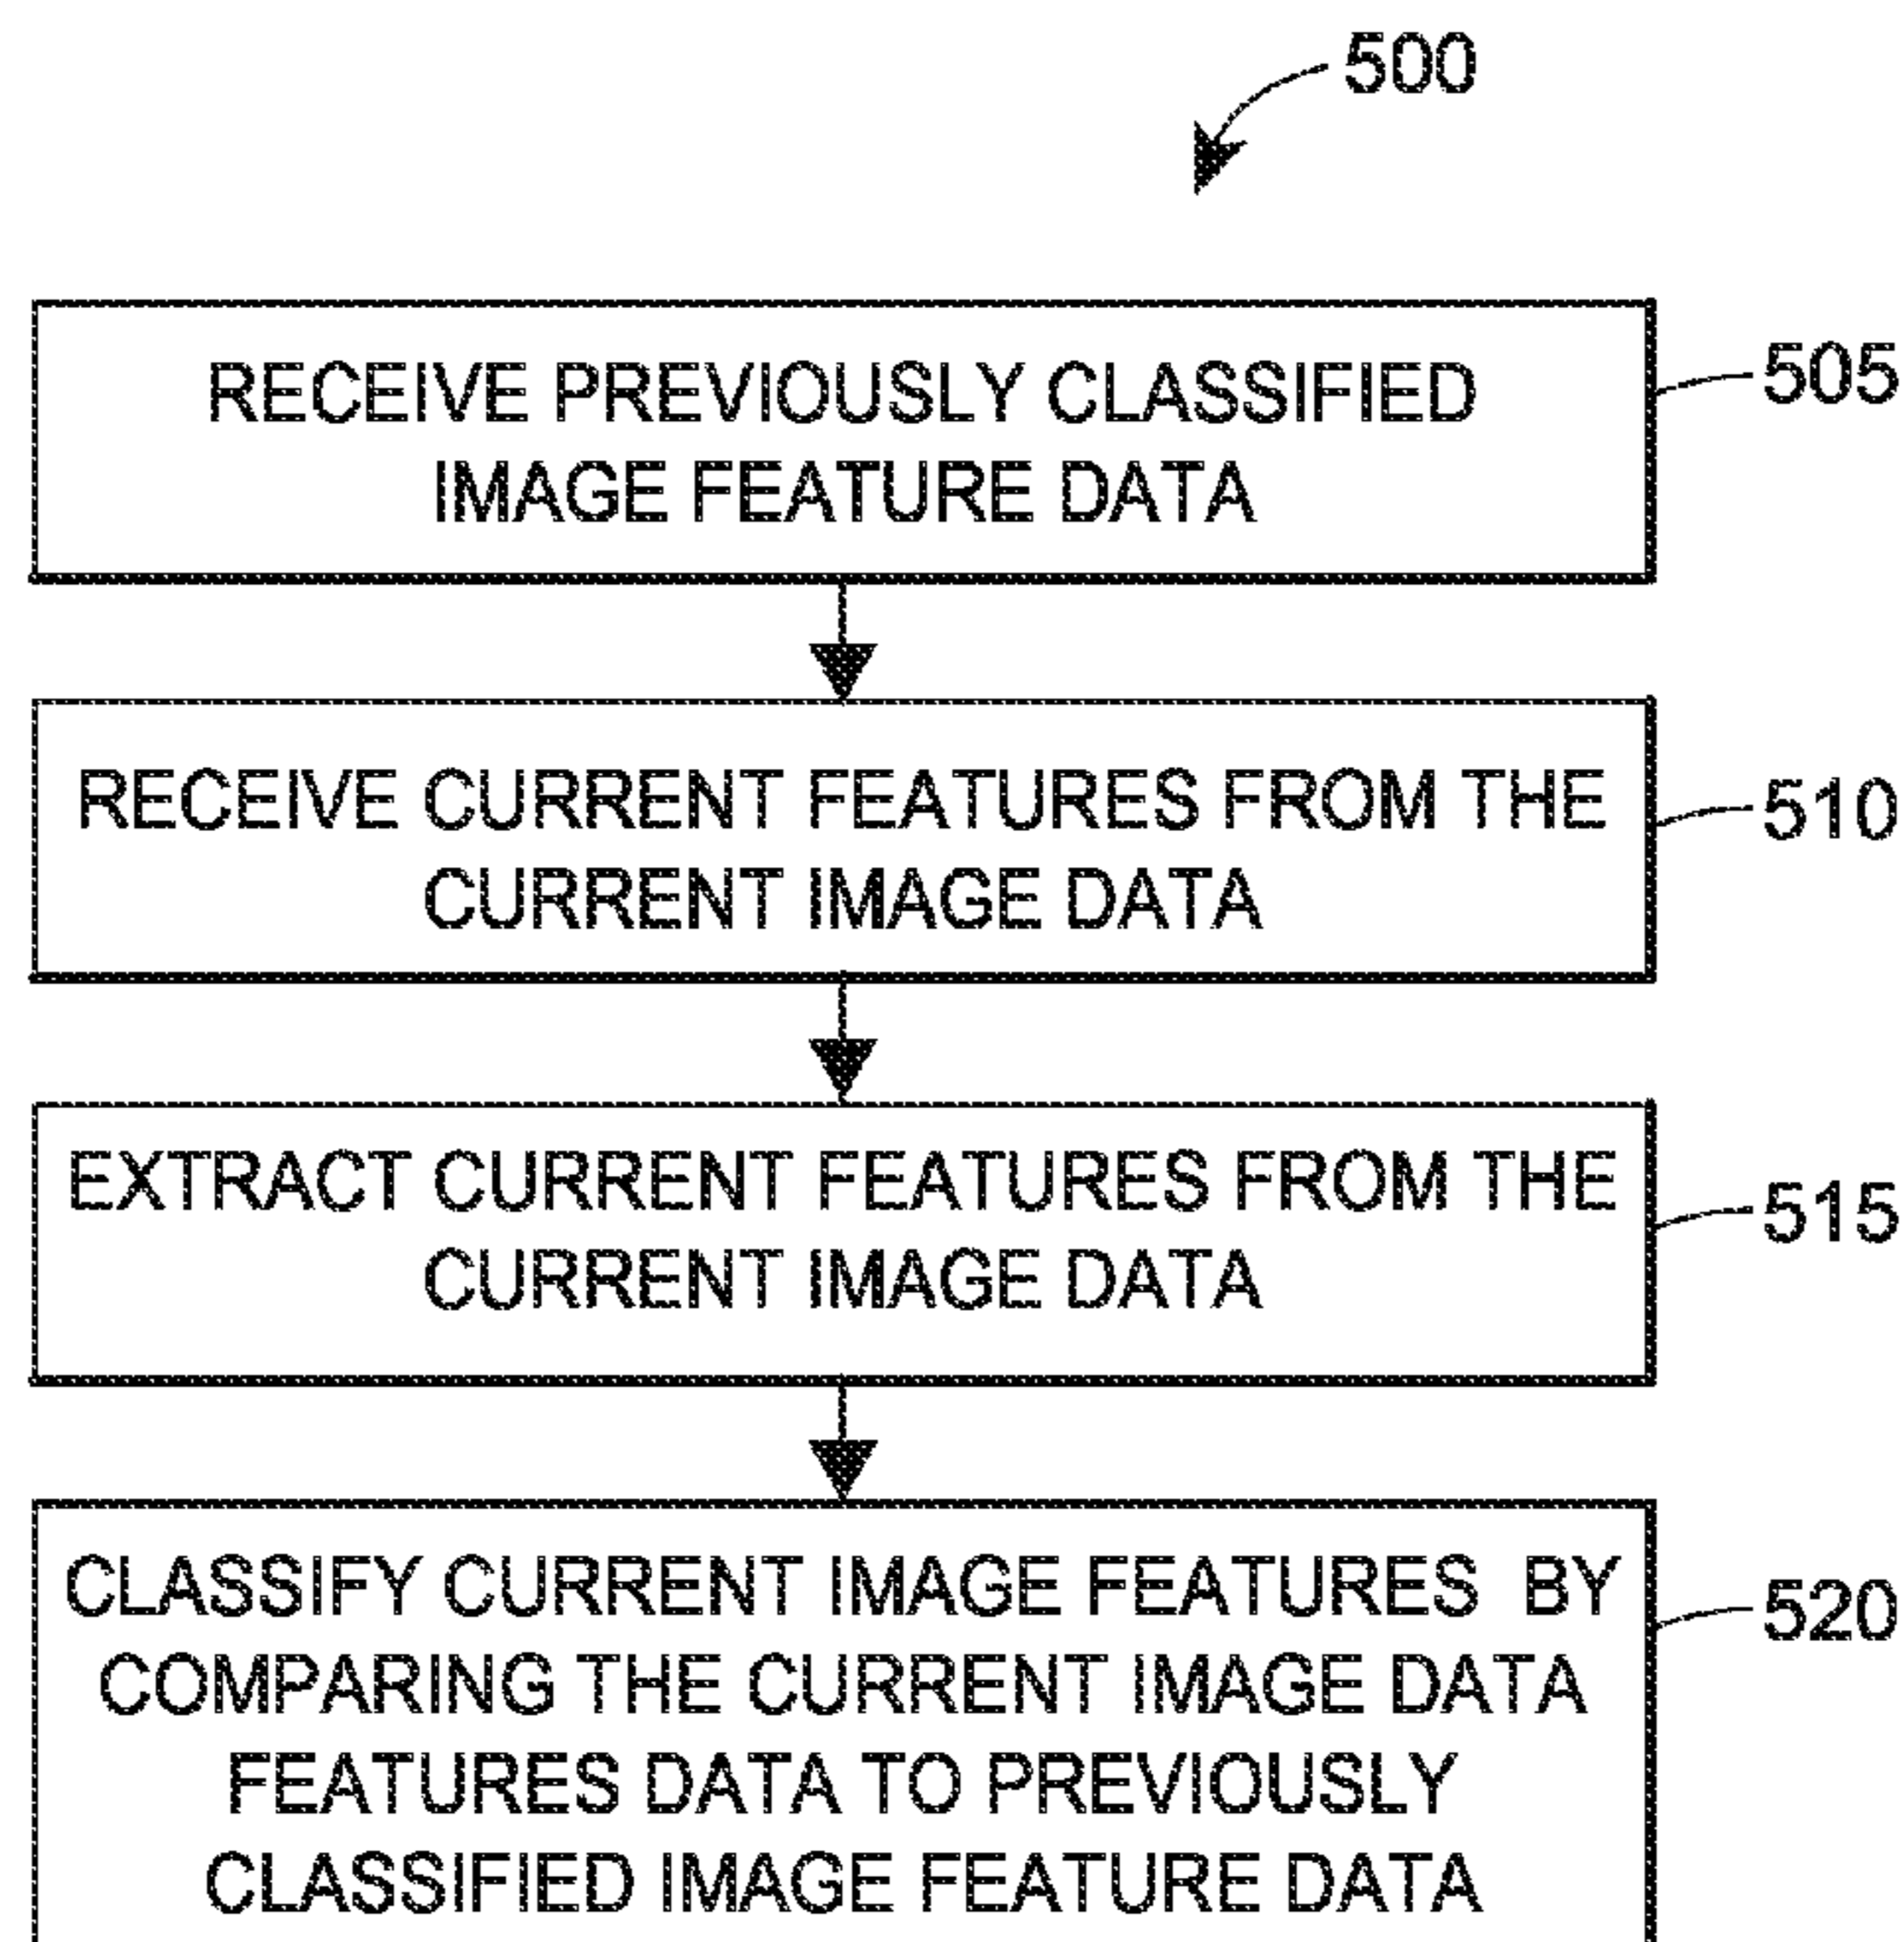 500
RECEIVE PREVIOUSLY CLASSIFIED
IMAGE FEATURE DATA
505
RECEIVE CURRENT FEATURES FROM THE
CURRENT IMAGE DATA
510
EXTRACT CURRENT FEATURES FROM THE
CURRENT IMAGE DATA
515
CLASSIFY CURRENT IMAGE FEATURES BY
COMPARING THE CURRENT IMAGE DATA
FEATURES DATA TO PREVIOUSLY
CLASSIFIED IMAGE FEATURE DATA
520